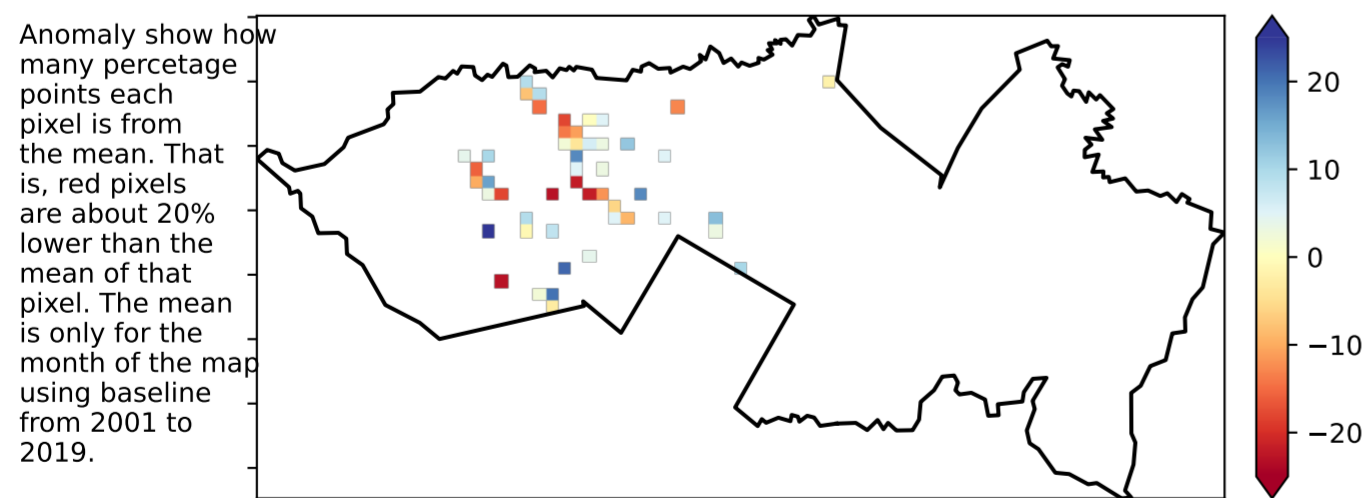 Anomaly show how
many percetage
points each
pixel is from
the mean. That
is, red pixels
are about 20%
lower than the
mean of that
pixel. The mean
is only for the
month of the map
using baseline
from 2001 to
2019.
20
10
0
−10
−20